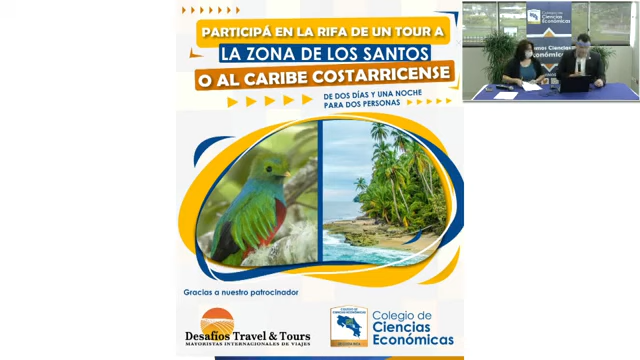 PARTICIPÁ EN LA RIFA DE UN TOUR A
LA ZONA DE LOS SANTOS
O AL CARIBE COSTARRICENSE
DE DOS DÍAS Y UNA NOCHE
PARA DOS PERSONAS
Gracias a nuestro patrocinador
Desafíos Travel & Tours
MAYORISTAS INTERNACIONALES DE VIAJES
Colegio de
Ciencias
Económicas
Colegio de
Ciencias
Económicas